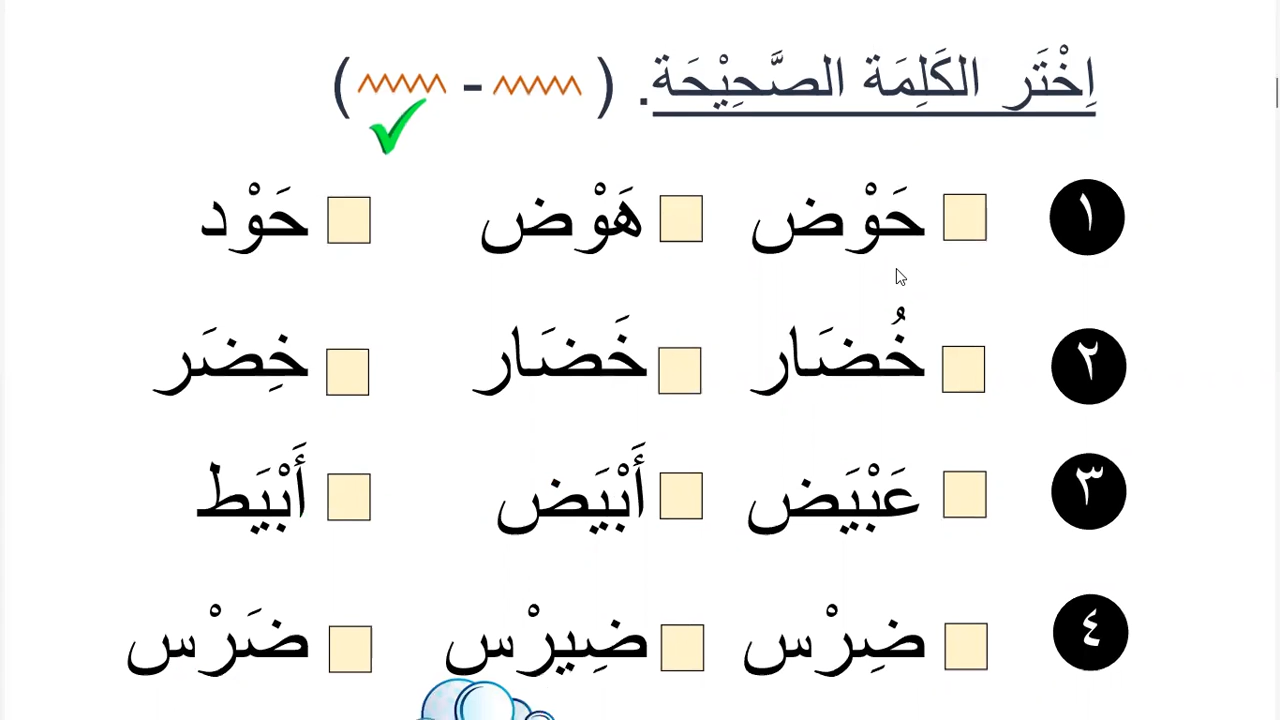 اِخْتَر الكَلِمَة الصَّحِيْحَة. ( - )
١ حَوْض هَوْض حَوْد
٢ خُضَار خَضَار خِضَر
٣ عَبْيَض أَبْيَض أَبْيَط
٤ ضِرْس ضِيرْس ضَرْس